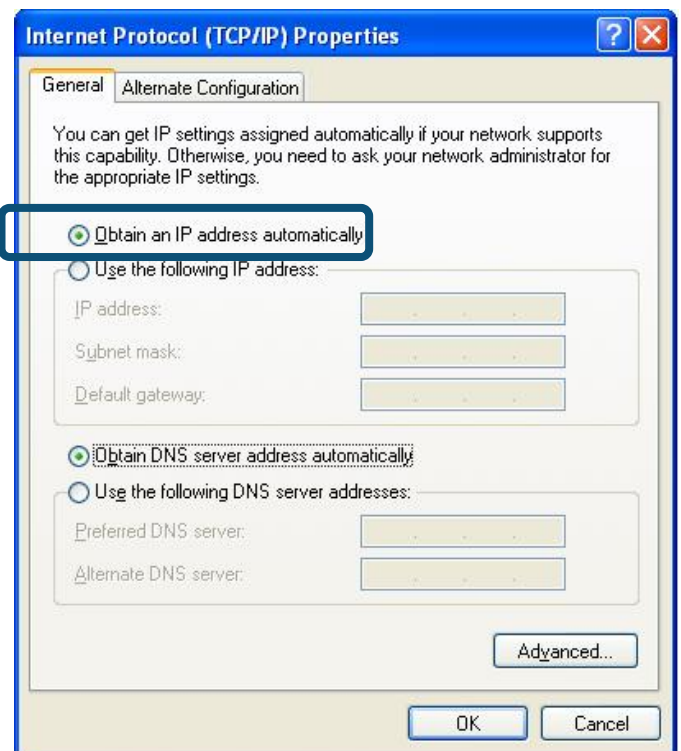 Internet Protocol (TCP/IP) Properties
General
Alternate Configuration
You can get IP settings assigned automatically if your network supports
this capability. Otherwise, you need to ask your network administrator for
the appropriate IP settings.
Obtain an IP address automatically
Use the following IP address:
IP address:
Subnet mask:
Default gateway:
Obtain DNS server address automatically
Use the following DNS server addresses:
Preferred DNS server:
Alternate DNS server:
Advanced...
OK
Cancel